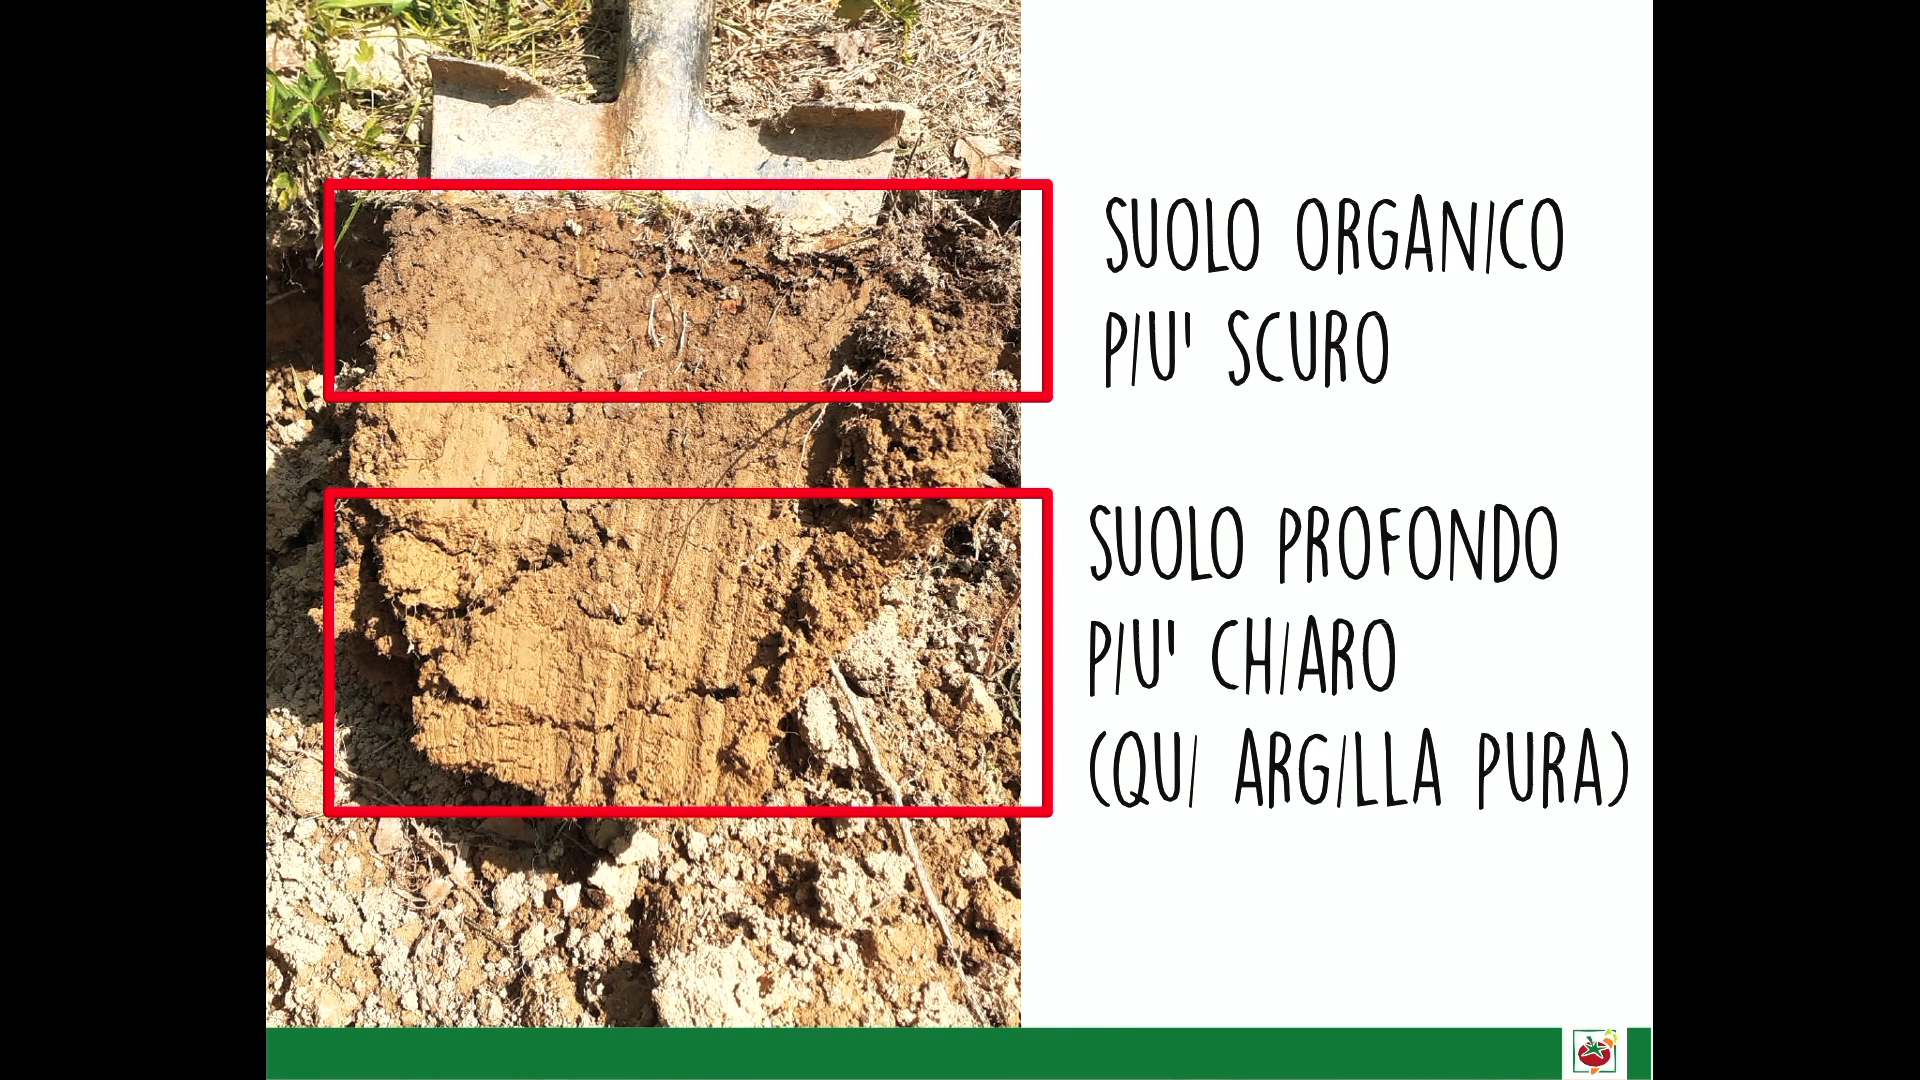 SUOLO ORGANICO
PIU' SCURO
SUOLO PROFONDO
PIU' CHIARO
(QUI ARGILLA PURA)